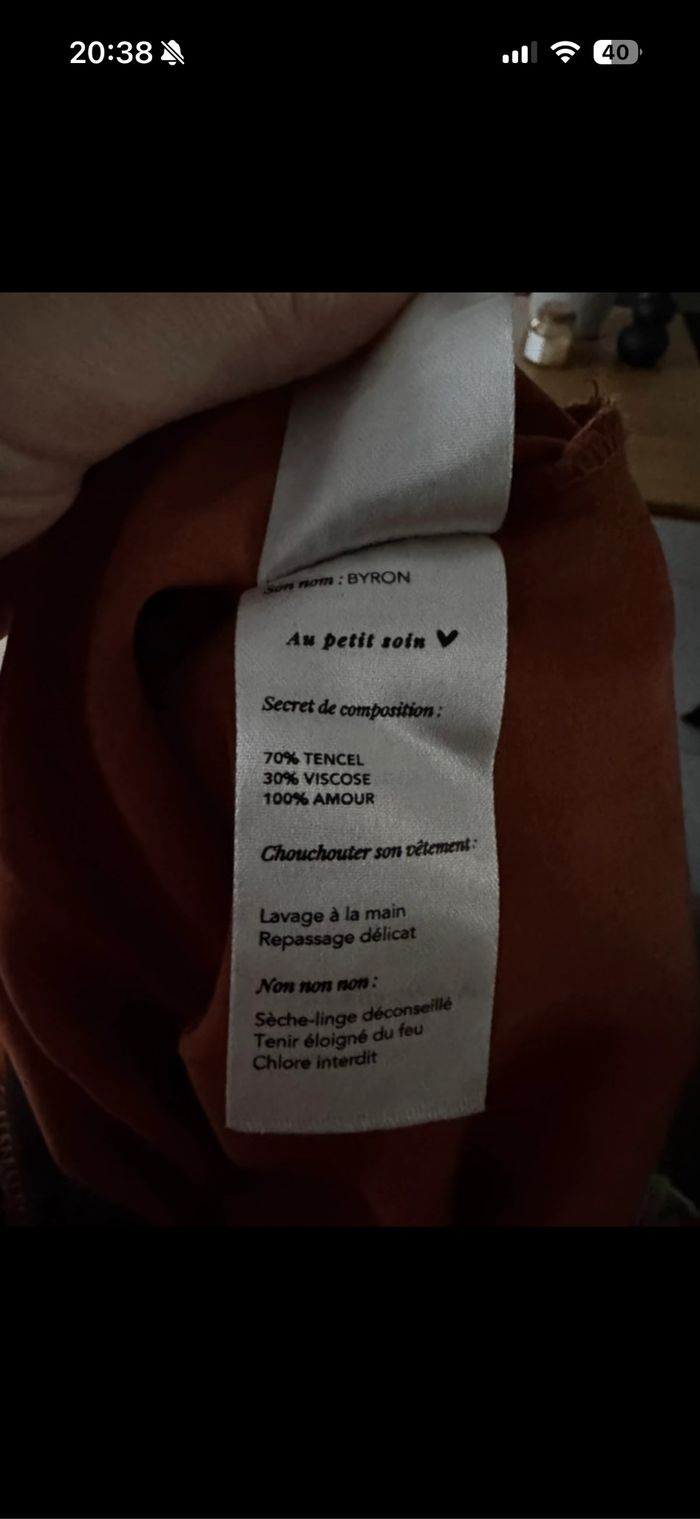 20:38
40
Son nom : BYRON
Au petit soin ♥
Secret de composition :
70% TENCEL
30% VISCOSE
100% AMOUR
Chouchouter son vêtement :
Lavage à la main
Repassage délicat
Non non non :
Sèche-linge déconseillé
Tenir éloigné du feu
Chlore interdit